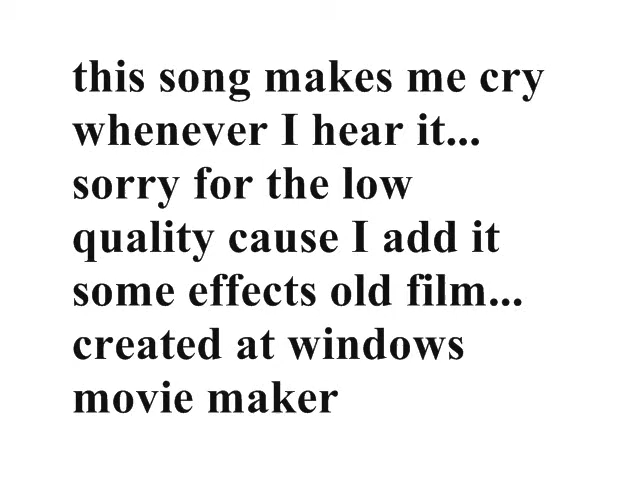 this song makes me cry
whenever I hear it...
sorry for the low
quality cause I add it
some effects old film...
created at windows
movie maker